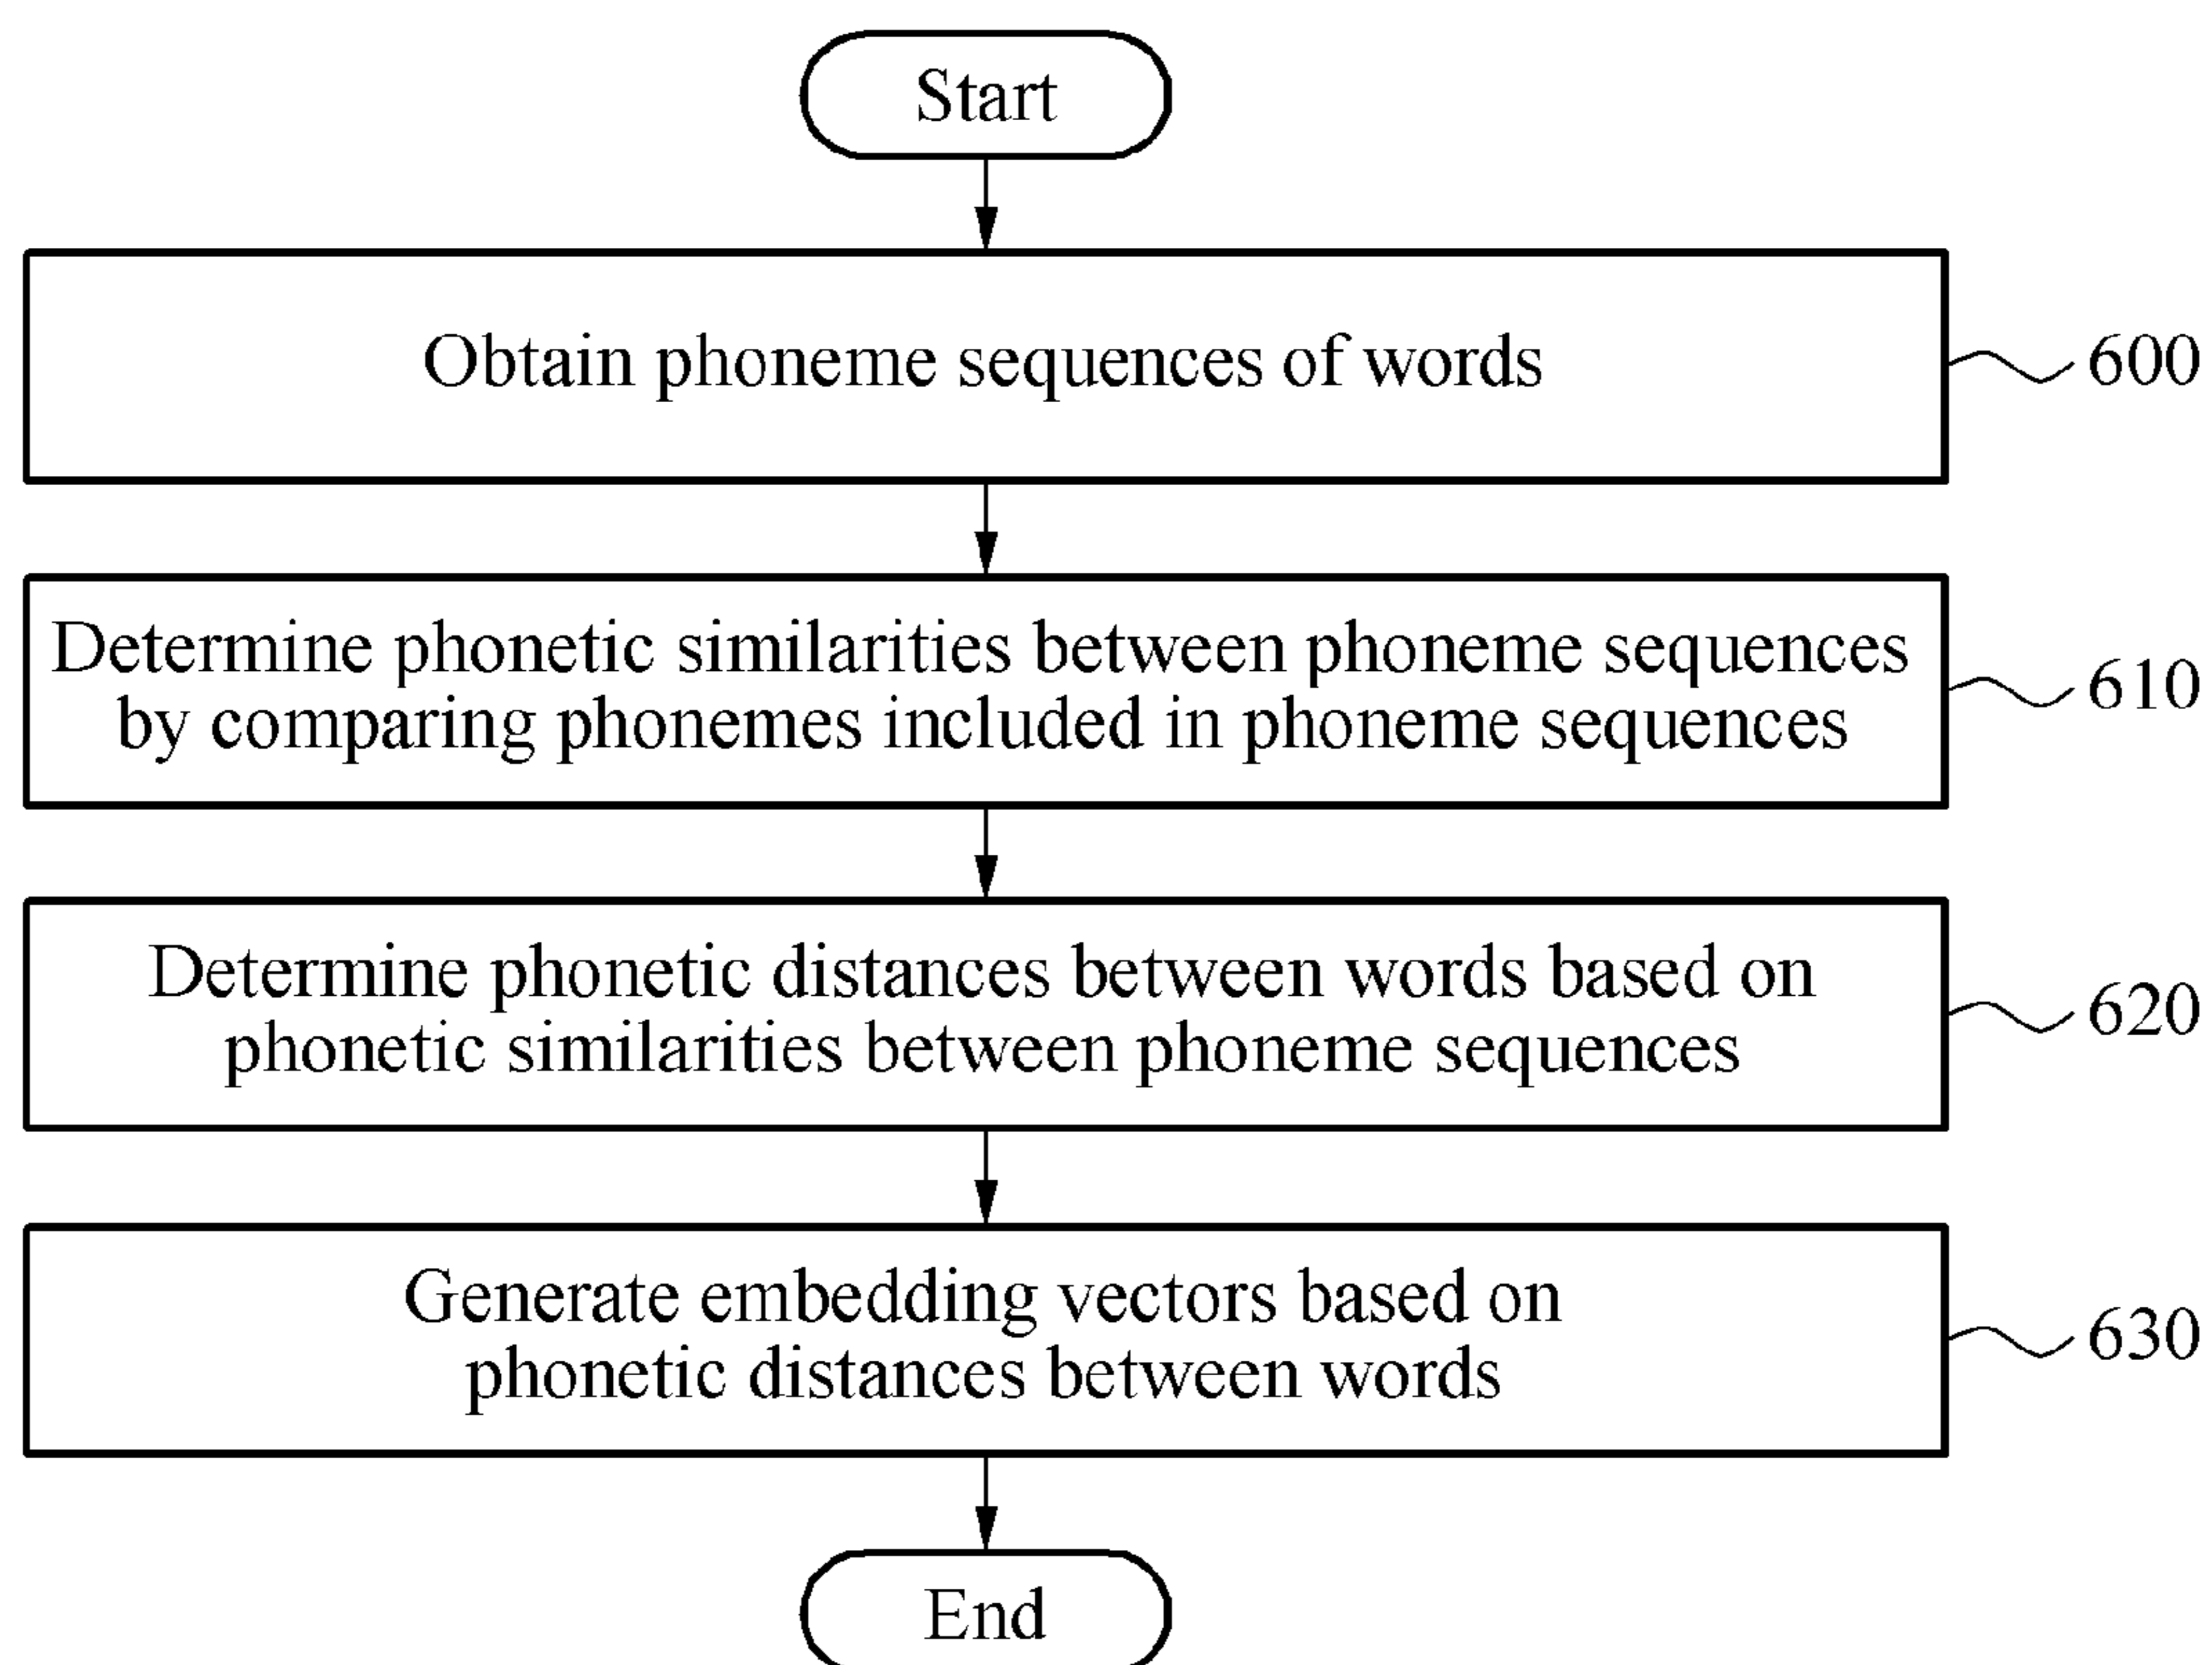 Start
Obtain phoneme sequences of words
600
Determine phonetic similarities between phoneme sequences
by comparing phonemes included in phoneme sequences
610
Determine phonetic distances between words based on
phonetic similarities between phoneme sequences
620
Generate embedding vectors based on
phonetic distances between words
630
End